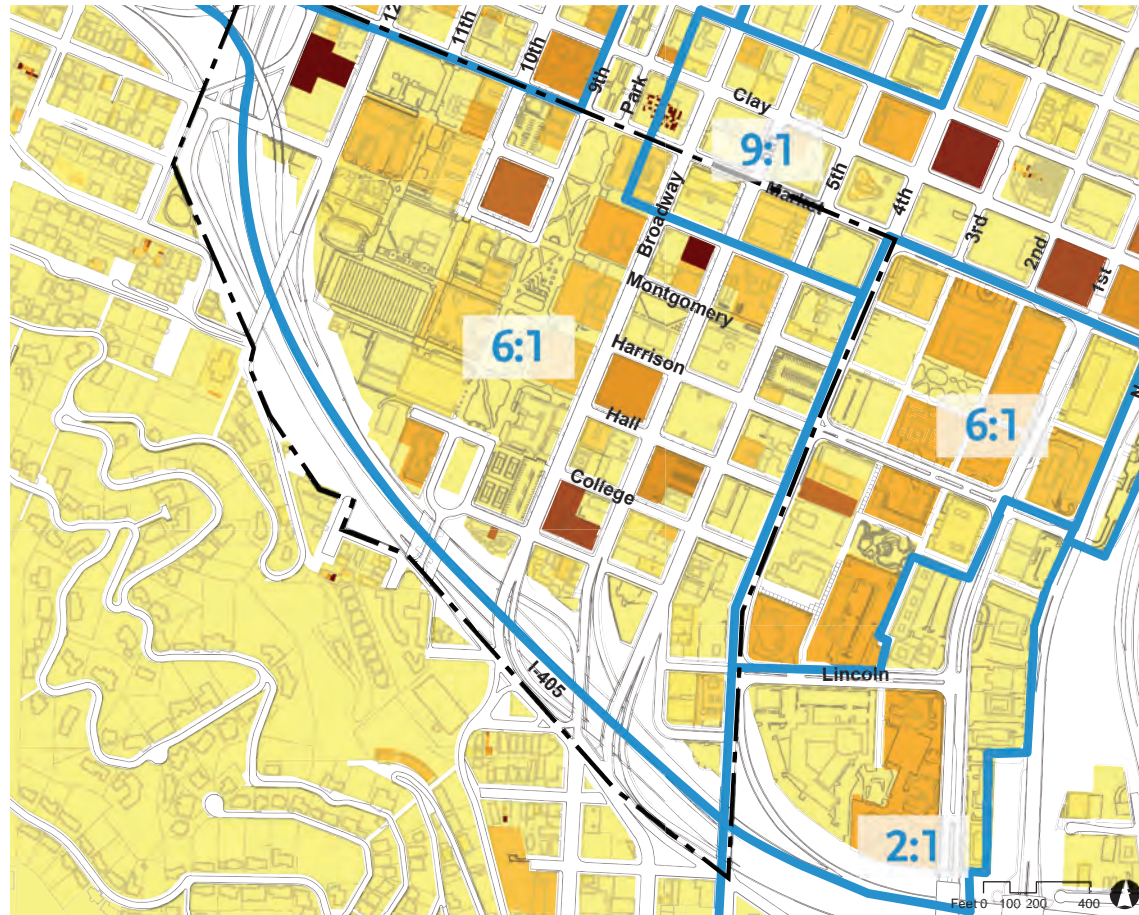 12
11th
10th
9th
Park
Clay
9:1
Market
5th
4th
3rd
2nd
1st
Broadway
Montgomery
6:1
Harrison
Hall
6:1
College
I-405
Lincoln
2:1
Feet 0 100 200 400